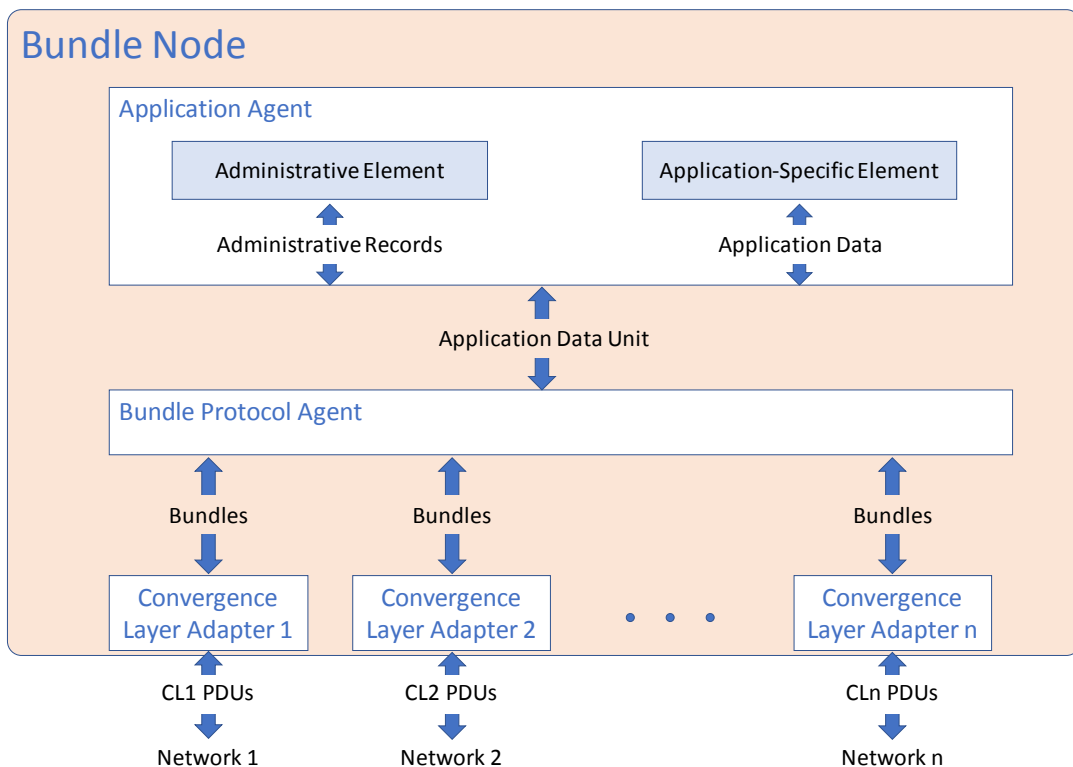 Bundle Node
Application Agent
Administrative Element
Application-Specific Element
Administrative Records
Application Data
Application Data Unit
Bundle Protocol Agent
Bundles
Bundles
Bundles
Convergence
Layer Adapter 1
Convergence
Layer Adapter 2
. . .
Convergence
Layer Adapter n
CL1 PDUs
CL2 PDUs
CLn PDUs
Network 1
Network 2
Network n